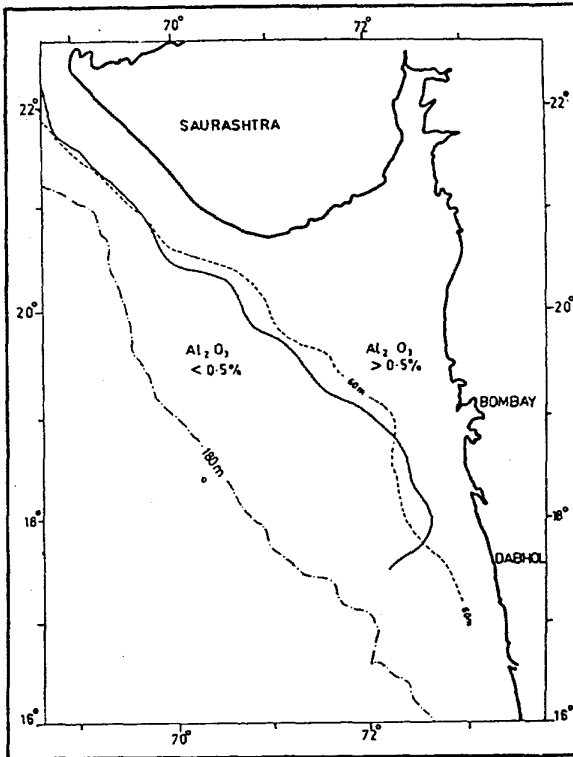 70°
72°
22°
22°
SAURASHTRA
20°
20°
Al₂O₃
< 0·5%
Al₂O₃
> 0·5%
60m
BOMBAY
180m
18°
18°
DABHOL
60m
16°
16°
70°
72°